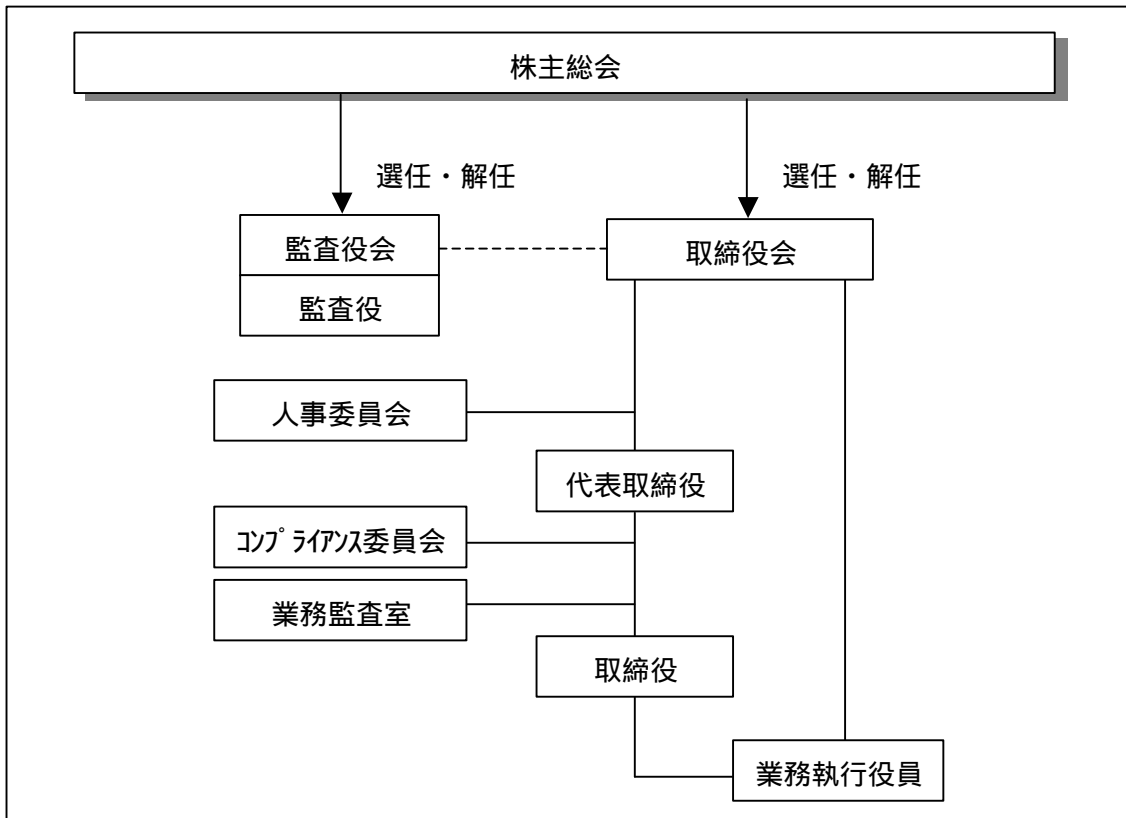 株主総会
選任・解任
選任・解任
監査役会
取締役会
監査役
人事委員会
代表取締役
ｺﾝﾌﾟﾗｲｱﾝｽ委員会
業務監査室
取締役
業務執行役員